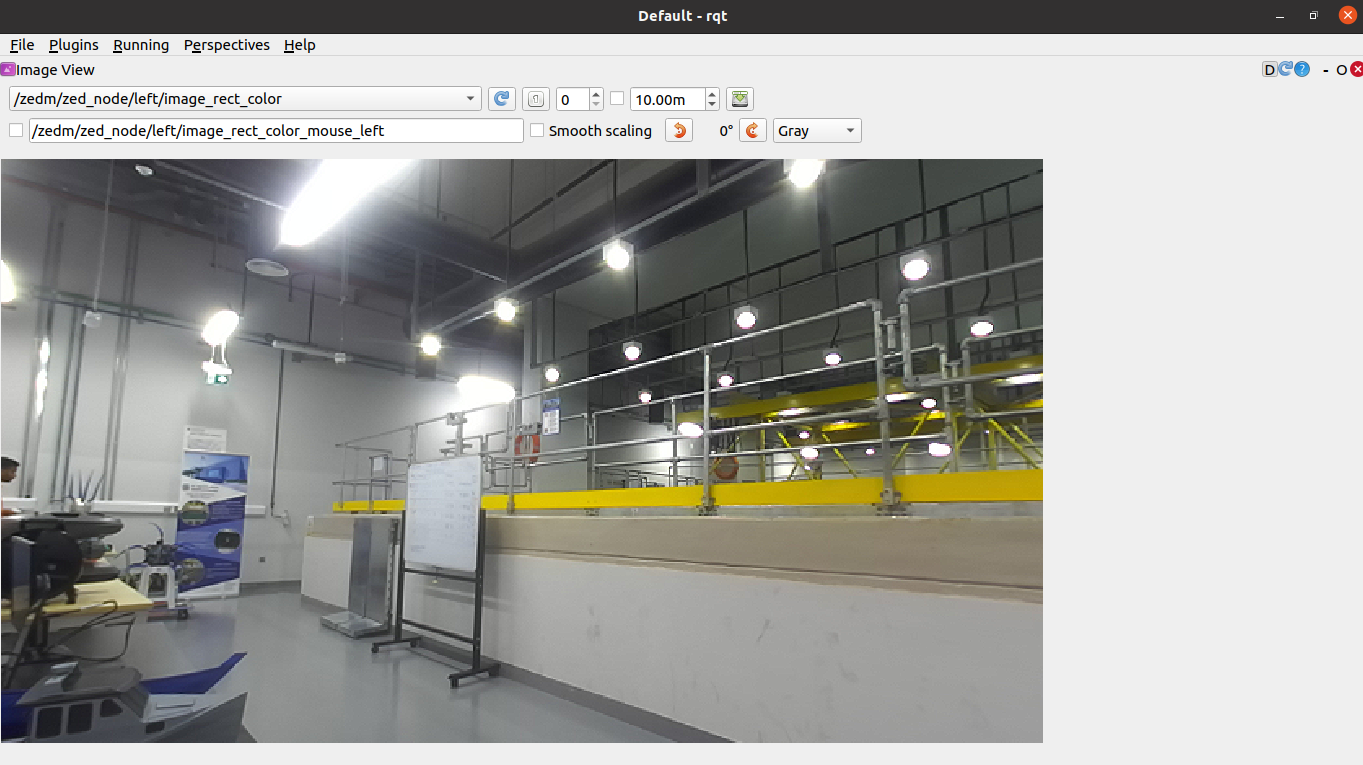 Default - rqt
File Plugins Running Perspectives Help
Image View
D - O
/zedm/zed_node/left/image_rect_color 0 10.00m
/zedm/zed_node/left/image_rect_color_mouse_left Smooth scaling 0° Gray